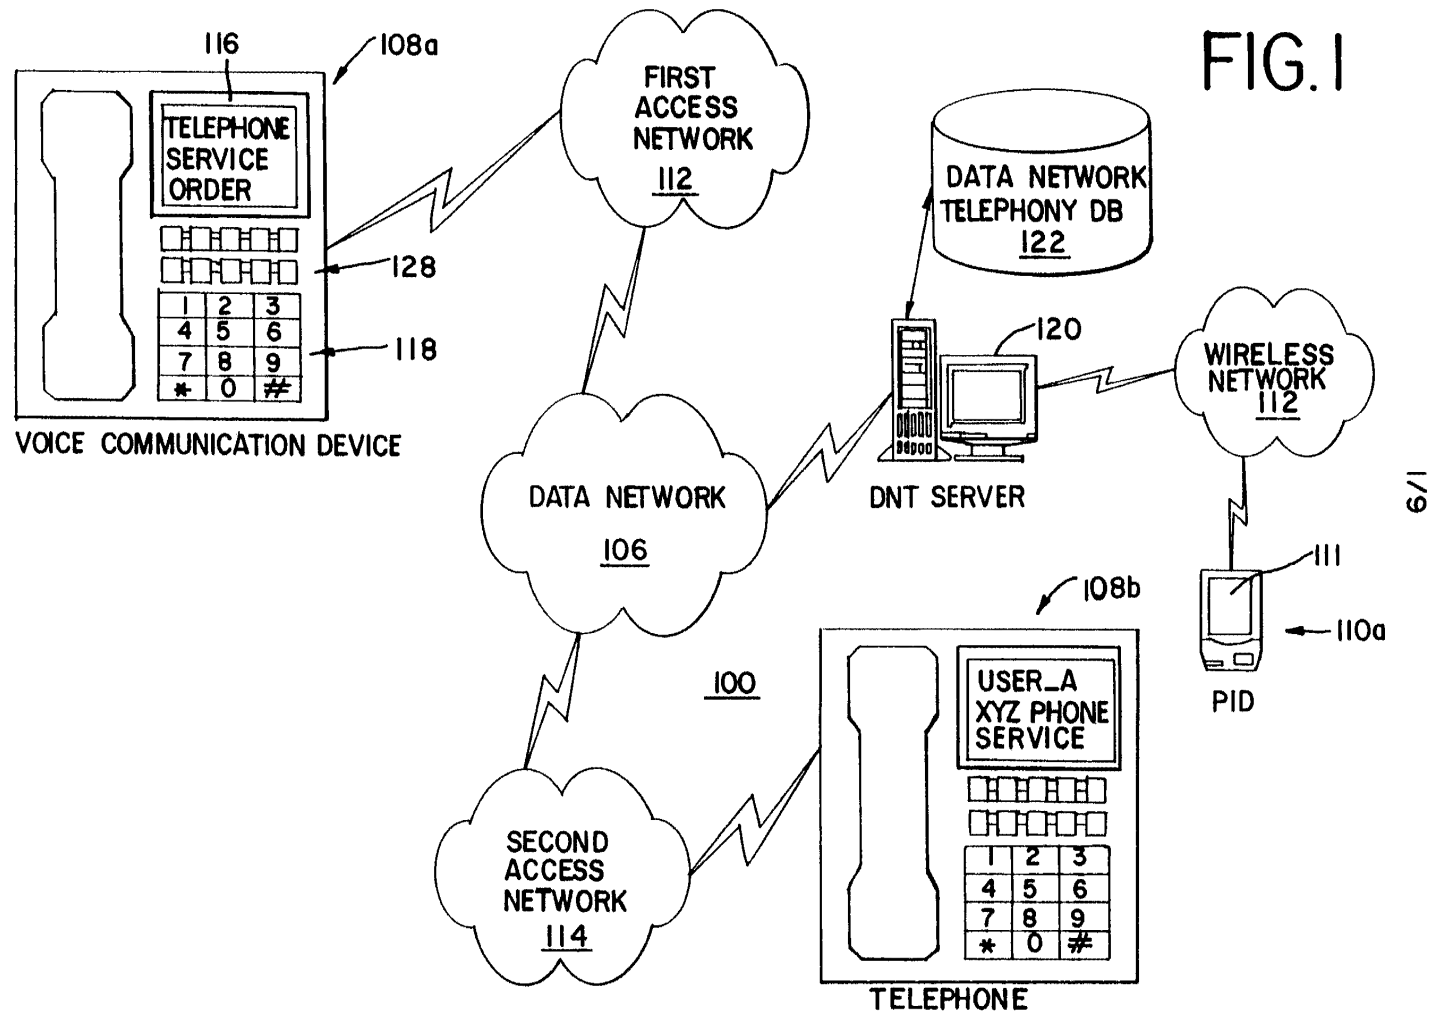 FIG. 1
116
108a
TELEPHONE
SERVICE
ORDER
128
1 2 3
4 5 6
7 8 9
* 0 #
118
VOICE COMMUNICATION DEVICE
FIRST
ACCESS
NETWORK
112
DATA NETWORK
TELEPHONY DB
122
120
DNT SERVER
WIRELESS
NETWORK
112
DATA NETWORK
106
1/9
111
110a
PID
100
108b
USER_A
XYZ PHONE
SERVICE
1 2 3
4 5 6
7 8 9
* 0 #
TELEPHONE
SECOND
ACCESS
NETWORK
114